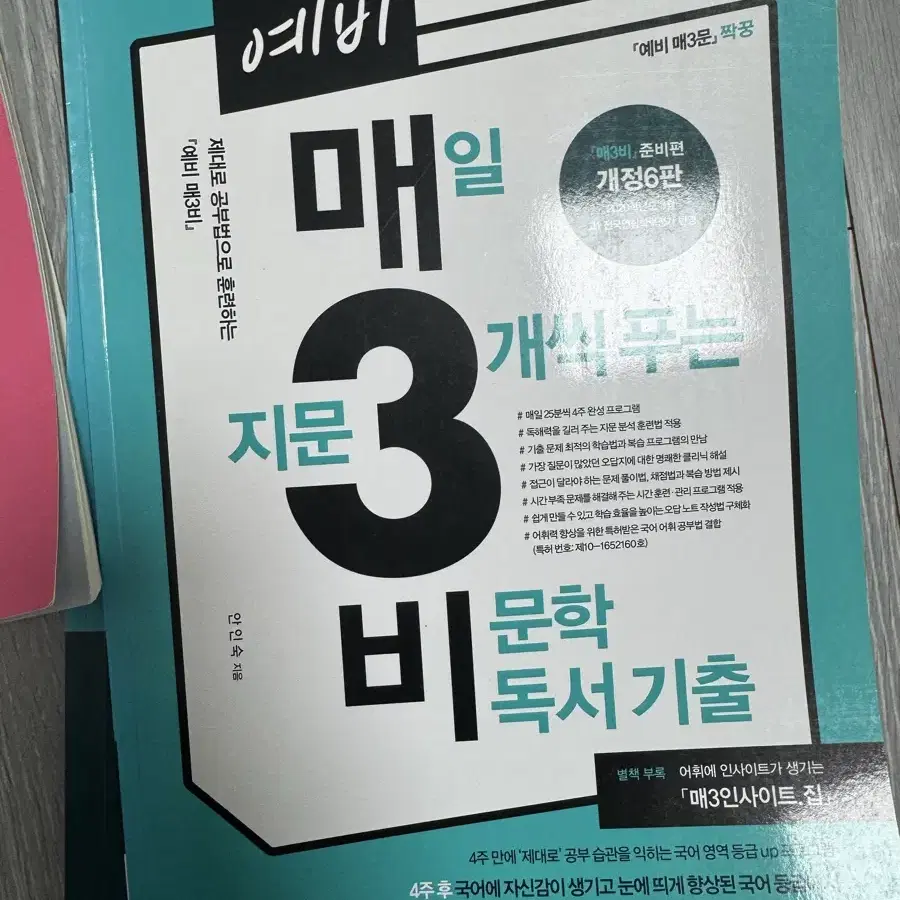 예비
「예비 매3문」 짝꿍
제대로 공부법으로 훈련하는
『예비 매3비』
「매3비」 준비편
개정6판
매일
지문 3개씩 푸는
# 매일 25분씩 4주 완성 프로그램
# 독해력을 길러 주는 지문 분석 훈련법 적용
# 기출 문제 최적의 학습법과 복습 프로그램의 만남
# 가장 질문이 많았던 오답지에 대한 명쾌한 클리닉 해설
# 접근이 달라야 하는 문제 풀이법, 채점법과 복습 방법 제시
# 시간 부족 문제를 해결해 주는 시간 훈련·관리 프로그램 적용
# 쉽게 만들 수 있고 학습 효율을 높이는 오답 노트 작성법 구체화
# 어휘력 향상을 위한 특허받은 국어 어휘 공부법 결합
(특허 번호: 제10-1652160호)
비문학
독서 기출
안인숙 지음
별책 부록 어휘에 인사이트가 생기는
「매3인사이트.집」
4주 만에 '제대로' 공부 습관을 익히는 국어 영역 등급 up 프로그램
4주 후 국어에 자신감이 생기고 눈에 띄게 향상된 국어